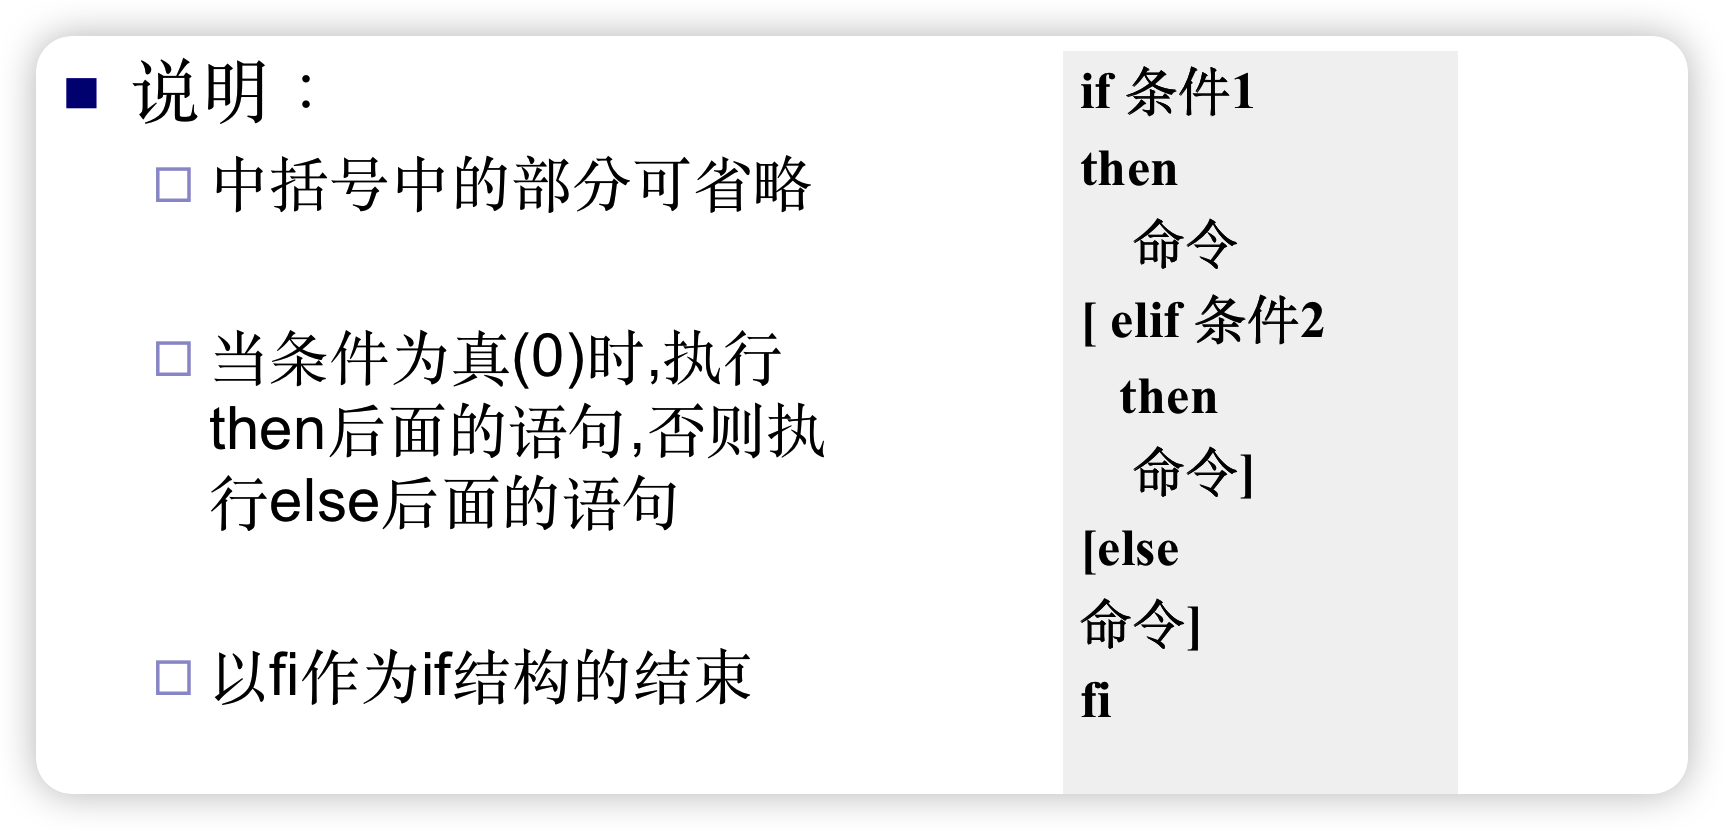 说明：
中括号中的部分可省略
当条件为真(0)时,执行
then后面的语句,否则执
行else后面的语句
以fi作为if结构的结束
if 条件1
then
命令
[ elif 条件2
then
命令]
[else
命令]
fi